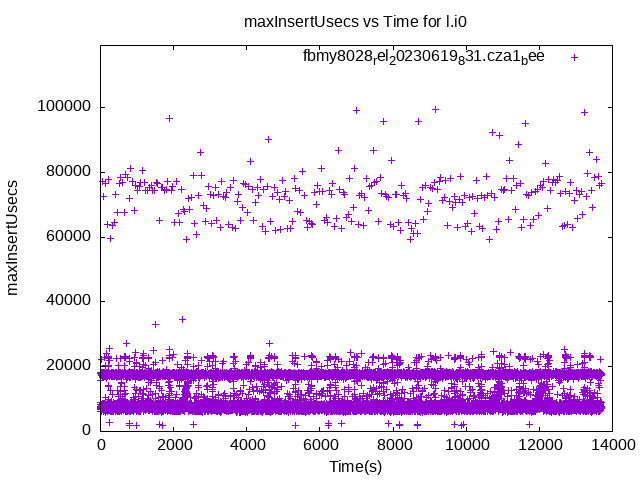 maxInsertUsecs vs Time for l.i0
fbmy8028rel20230619831.cza1bee
maxInsertUsecs
100000
80000
60000
40000
20000
0
0 2000 4000 6000 8000 10000 12000 14000
Time(s)